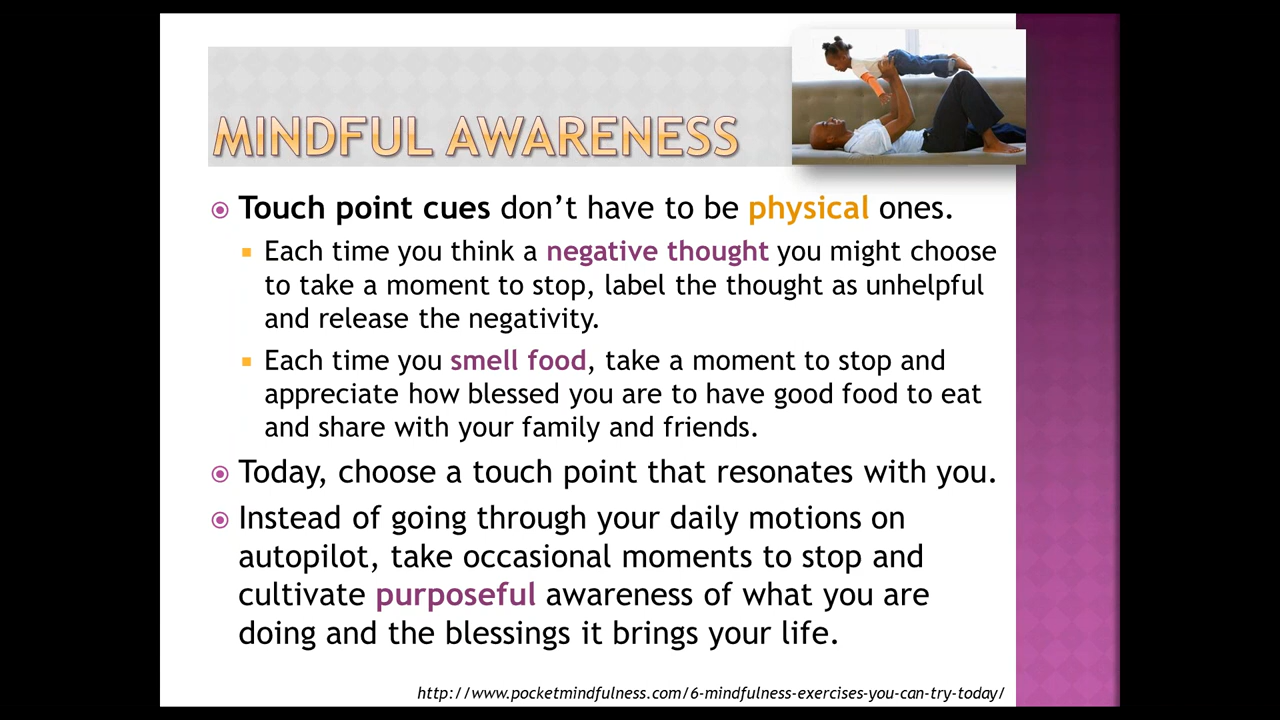 MINDFUL AWARENESS
Touch point cues don’t have to be physical ones.
Each time you think a negative thought you might choose
to take a moment to stop, label the thought as unhelpful
and release the negativity.
Each time you smell food, take a moment to stop and
appreciate how blessed you are to have good food to eat
and share with your family and friends.
Today, choose a touch point that resonates with you.
Instead of going through your daily motions on
autopilot, take occasional moments to stop and
cultivate purposeful awareness of what you are
doing and the blessings it brings your life.
http://www.pocketmindfulness.com/6-mindfulness-exercises-you-can-try-today/